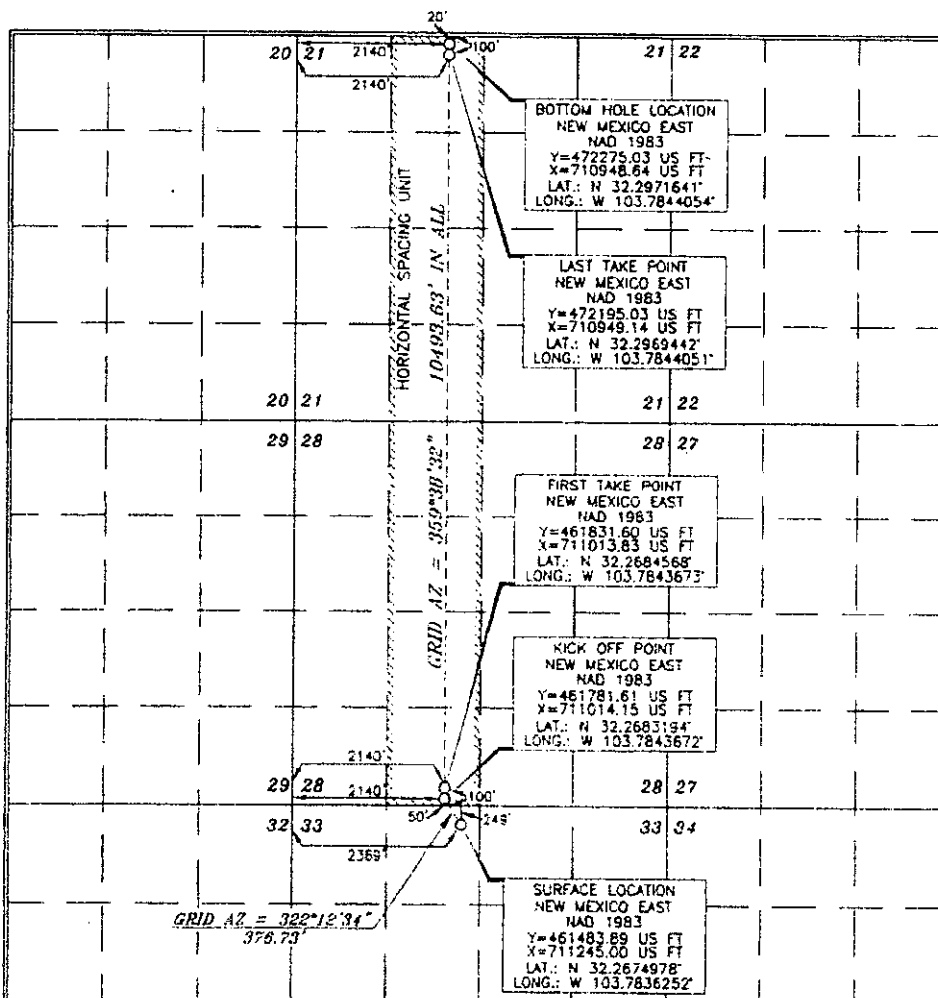 20'
20 21
2140'
100'
21 22
2140'
BOTTOM HOLE LOCATION
NEW MEXICO EAST
NAD 1983
Y=472275.03 US FT
X=710948.64 US FT
LAT.: N 32.2971641°
LONG.: W 103.7844054°
HORIZONTAL SPACING UNIT
10493.63' IN ALL
GRID AZ = 359°38'32"
LAST TAKE POINT
NEW MEXICO EAST
NAD 1983
Y=472195.03 US FT
X=710949.14 US FT
LAT.: N 32.2969442°
LONG.: W 103.7844051°
20 21
21 22
29 28
28 27
FIRST TAKE POINT
NEW MEXICO EAST
NAD 1983
Y=461831.60 US FT
X=711013.83 US FT
LAT.: N 32.2684568°
LONG.: W 103.7843673°
KICK OFF POINT
NEW MEXICO EAST
NAD 1983
Y=461781.61 US FT
X=711014.15 US FT
LAT.: N 32.2683194°
LONG.: W 103.7843672°
2140'
29 28
2140'
100'
28 27
50'
249'
32 33
33 34
2369'
GRID AZ = 322°12'34"
376.73'
SURFACE LOCATION
NEW MEXICO EAST
NAD 1983
Y=461483.89 US FT
X=711245.00 US FT
LAT.: N 32.2674978°
LONG.: W 103.7836252°